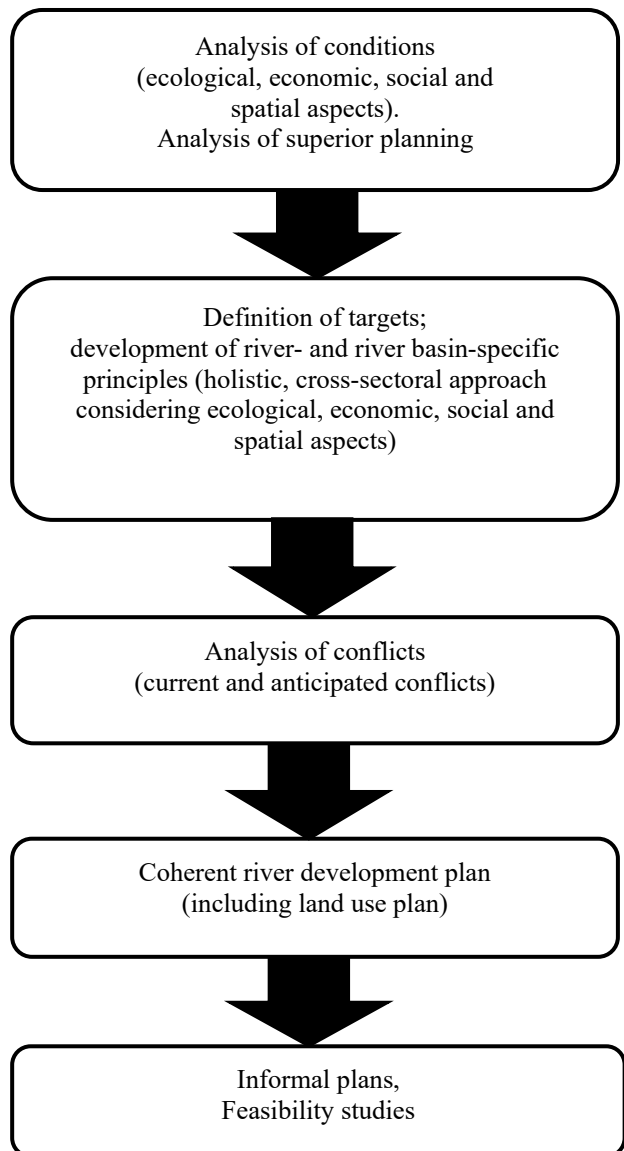 Analysis of conditions
(ecological, economic, social and
spatial aspects).
Analysis of superior planning
Definition of targets;
development of river- and river basin-specific
principles (holistic, cross-sectoral approach
considering ecological, economic, social and
spatial aspects)
Analysis of conflicts
(current and anticipated conflicts)
Coherent river development plan
(including land use plan)
Informal plans,
Feasibility studies